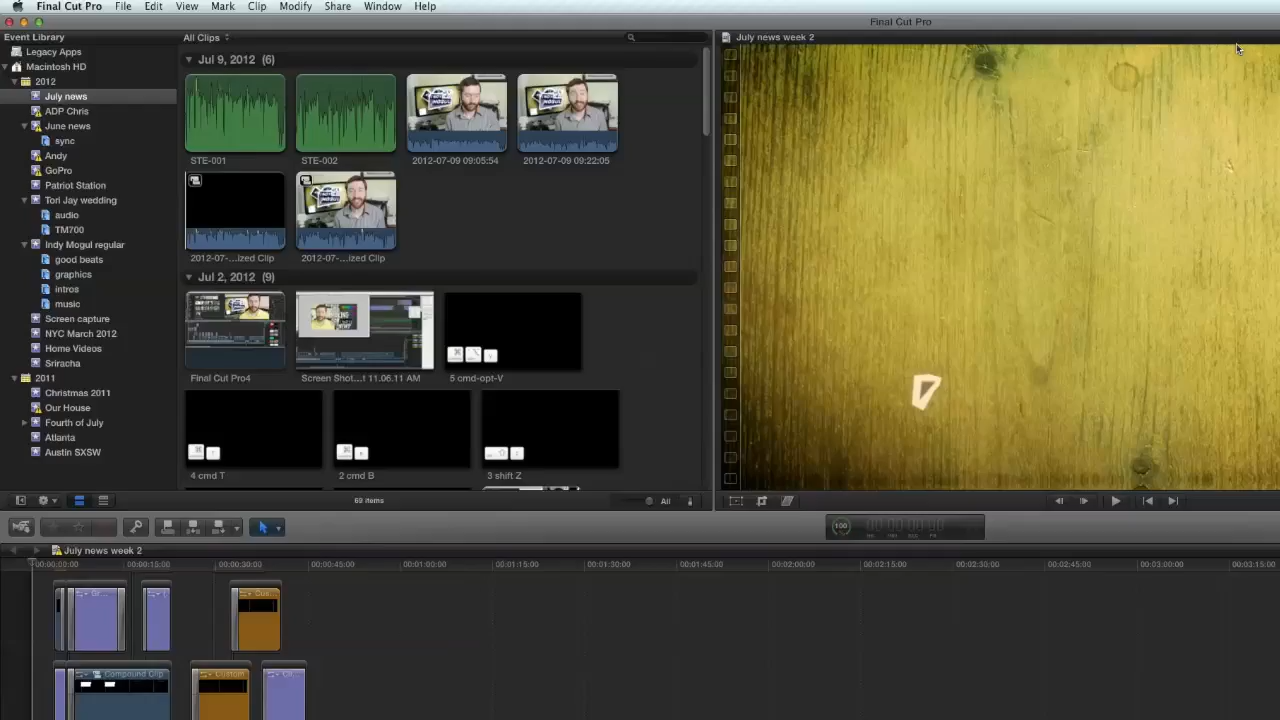 Final Cut Pro File Edit View Mark Clip Modify Share Window Help
Final Cut Pro
Event Library
All Clips
July news week 2
Legacy Apps
Macintosh HD
2012
July news
ADP Chris
June news
sync
Andy
GoPro
Patriot Station
Tori Jay wedding
audio
TM700
Indy Mogul regular
good beats
graphics
intros
music
Screen capture
NYC March 2012
Home Videos
Sriracha
2011
Christmas 2011
Our House
Fourth of July
Atlanta
Austin SXSW
Jul 9, 2012 (6)
STE-001
STE-002
2012-07-09 09:05:54
2012-07-09 09:22:05
2012-07-...ized Clip
2012-07-...ized Clip
Jul 2, 2012 (9)
Final Cut Pro4
Screen Shot...t 11.06.11 AM
5 cmd-opt-V
4 cmd T
2 cmd B
3 shift Z
69 items
All
100
July news week 2
00:00:00:00
00:00:15:00
00:00:30:00
00:00:45:00
00:01:00:00
00:01:15:00
00:01:30:00
00:01:45:00
00:02:00:00
00:02:15:00
00:02:30:00
00:02:45:00
00:03:00:00
00:03:15:00
Gr...
Cus...
Compound Clip
Custom